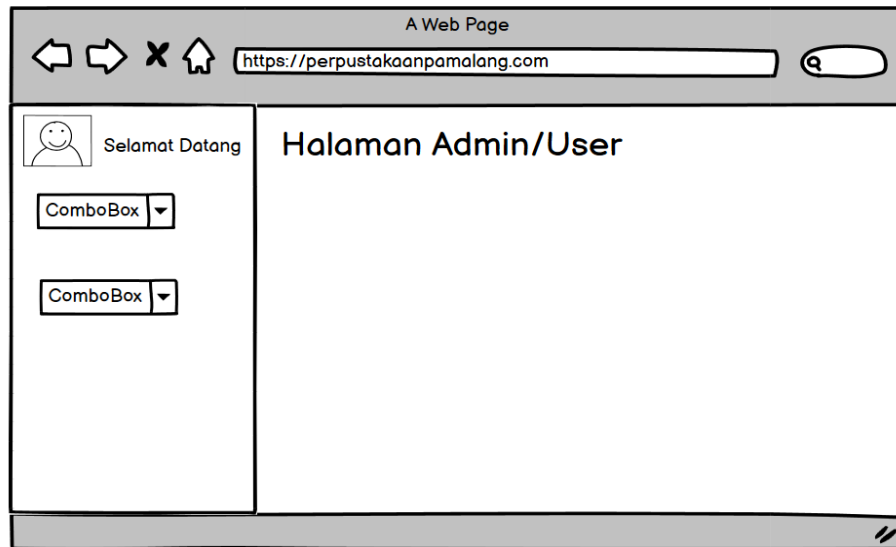 A Web Page
https://perpustakaanpamalang.com
Selamat Datang
Halaman Admin/User
ComboBox
ComboBox